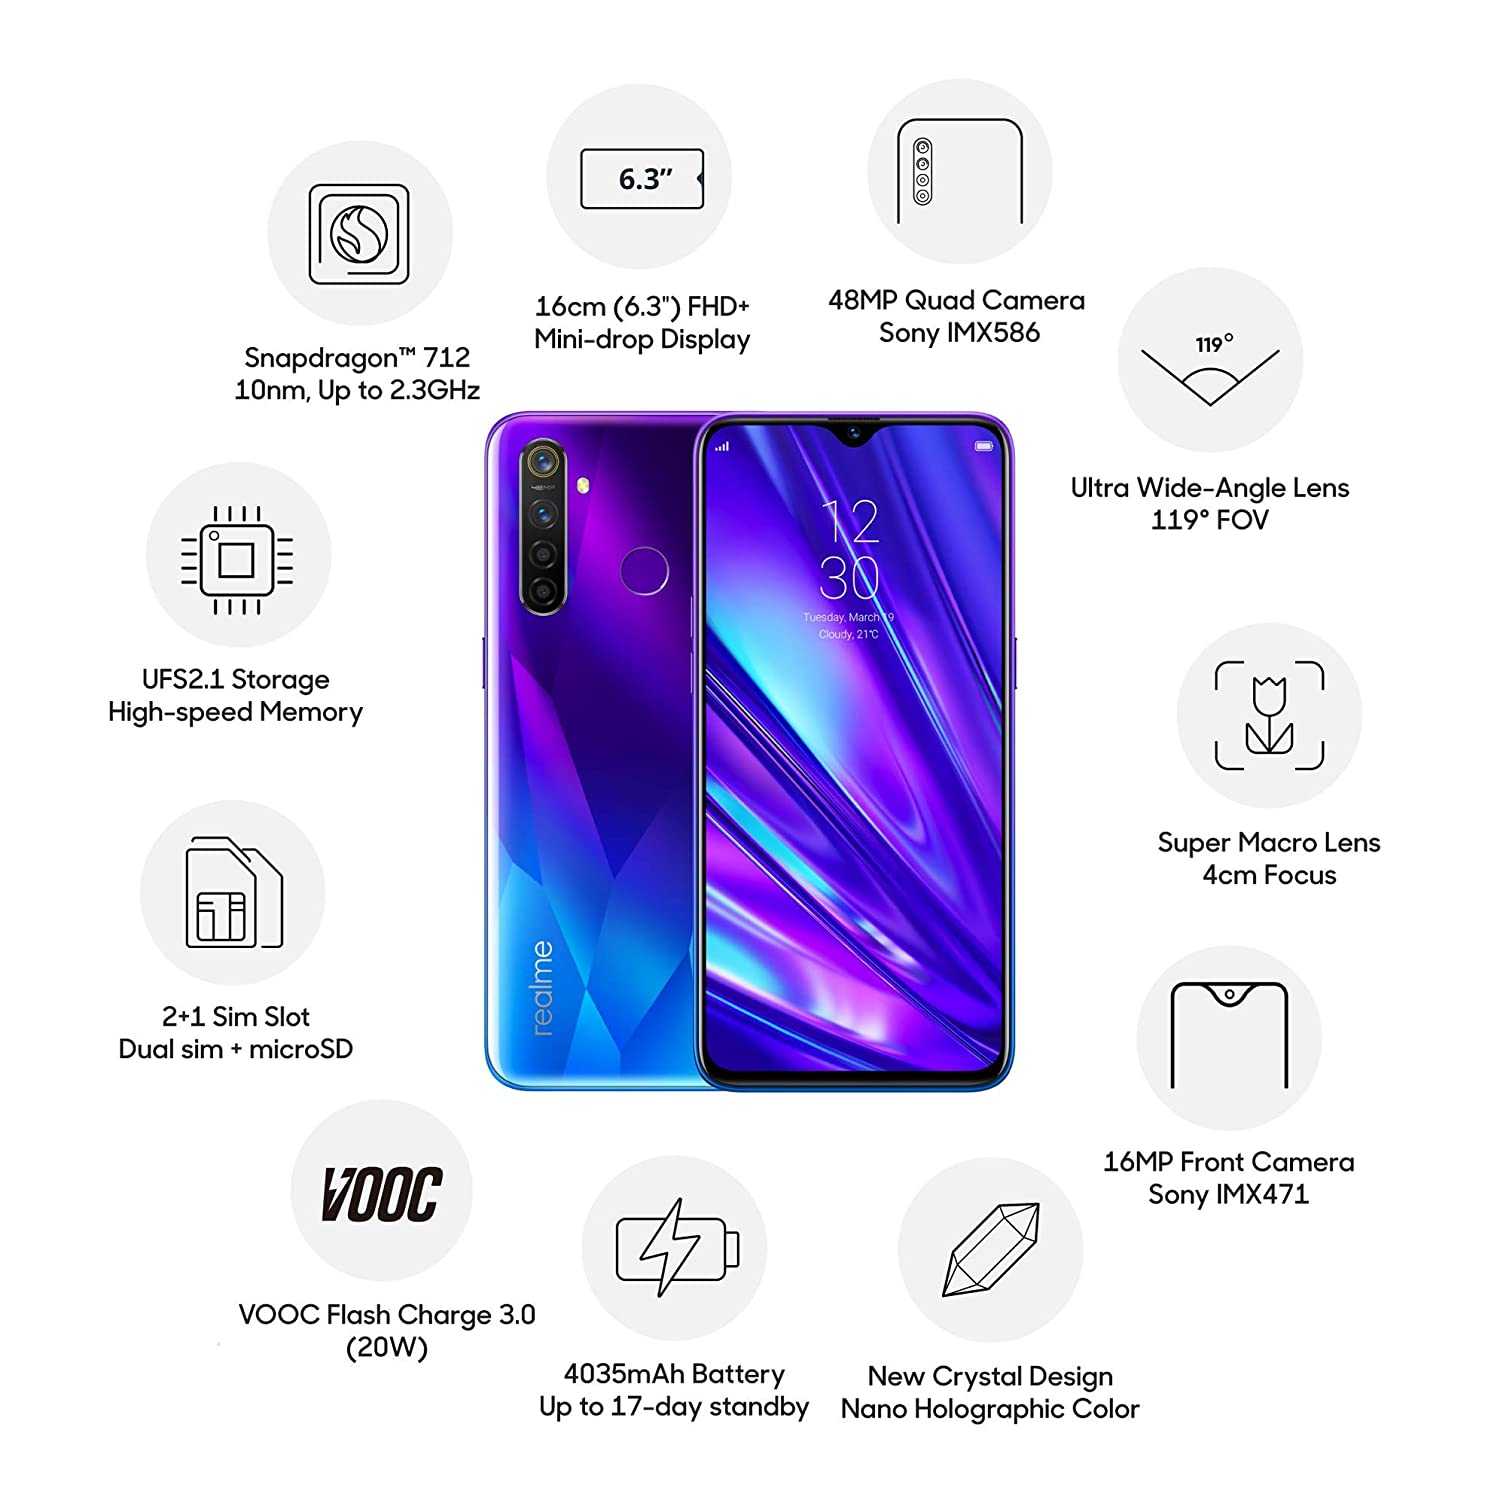 6.3”
119°
16cm (6.3") FHD+
Mini-drop Display
48MP Quad Camera
Sony IMX586
Snapdragon™ 712
10nm, Up to 2.3GHz
Ultra Wide-Angle Lens
119° FOV
48MP
12
30
Tuesday, March 19
Cloudy, 21°C
UFS2.1 Storage
High-speed Memory
Super Macro Lens
4cm Focus
realme
2+1 Sim Slot
Dual sim + microSD
16MP Front Camera
Sony IMX471
VOOC
VOOC Flash Charge 3.0
(20W)
4035mAh Battery
Up to 17-day standby
New Crystal Design
Nano Holographic Color